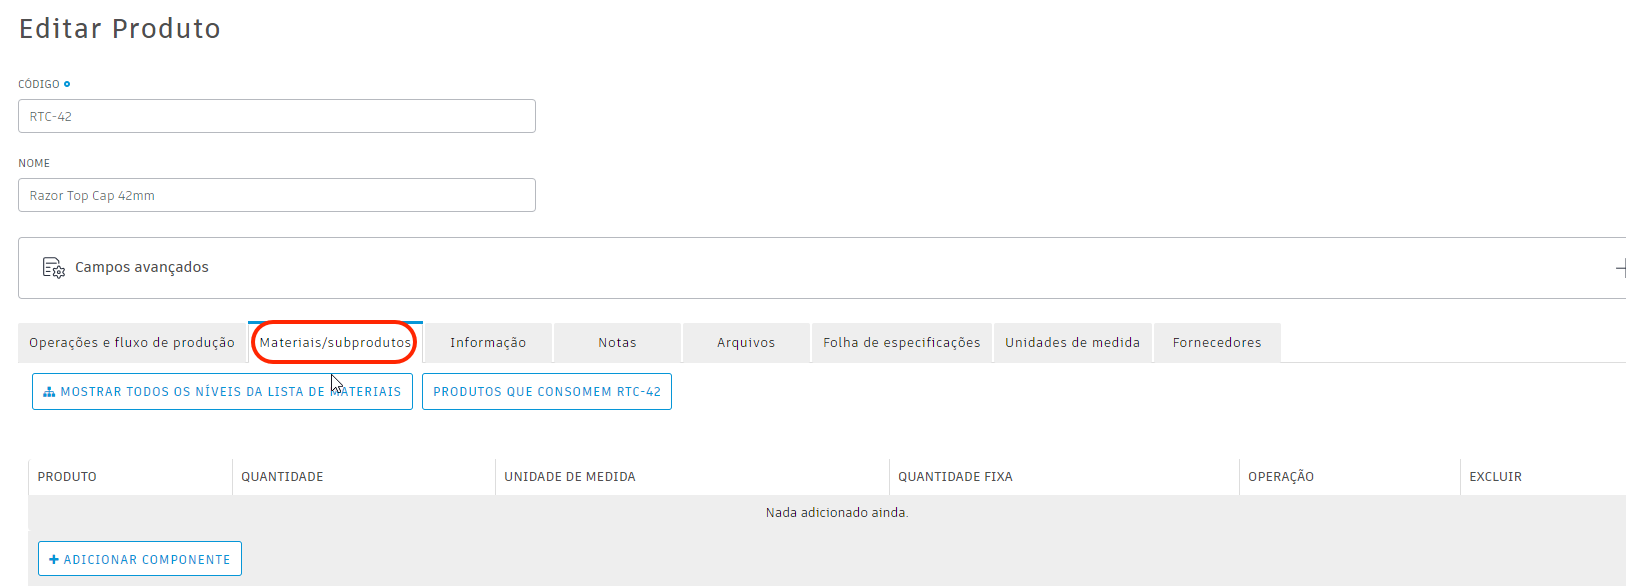 Editar Produto
CÓDIGO
RTC-42
NOME
Razor Top Cap 42mm
Campos avançados
Operações e fluxo de produção Materiais/subprodutos Informação Notas Arquivos Folha de especificações Unidades de medida Fornecedores
MOSTRAR TODOS OS NÍVEIS DA LISTA DE MATERIAIS PRODUTOS QUE CONSOMEM RTC-42
PRODUTO QUANTIDADE UNIDADE DE MEDIDA QUANTIDADE FIXA OPERAÇÃO EXCLUIR
Nada adicionado ainda.
+ ADICIONAR COMPONENTE